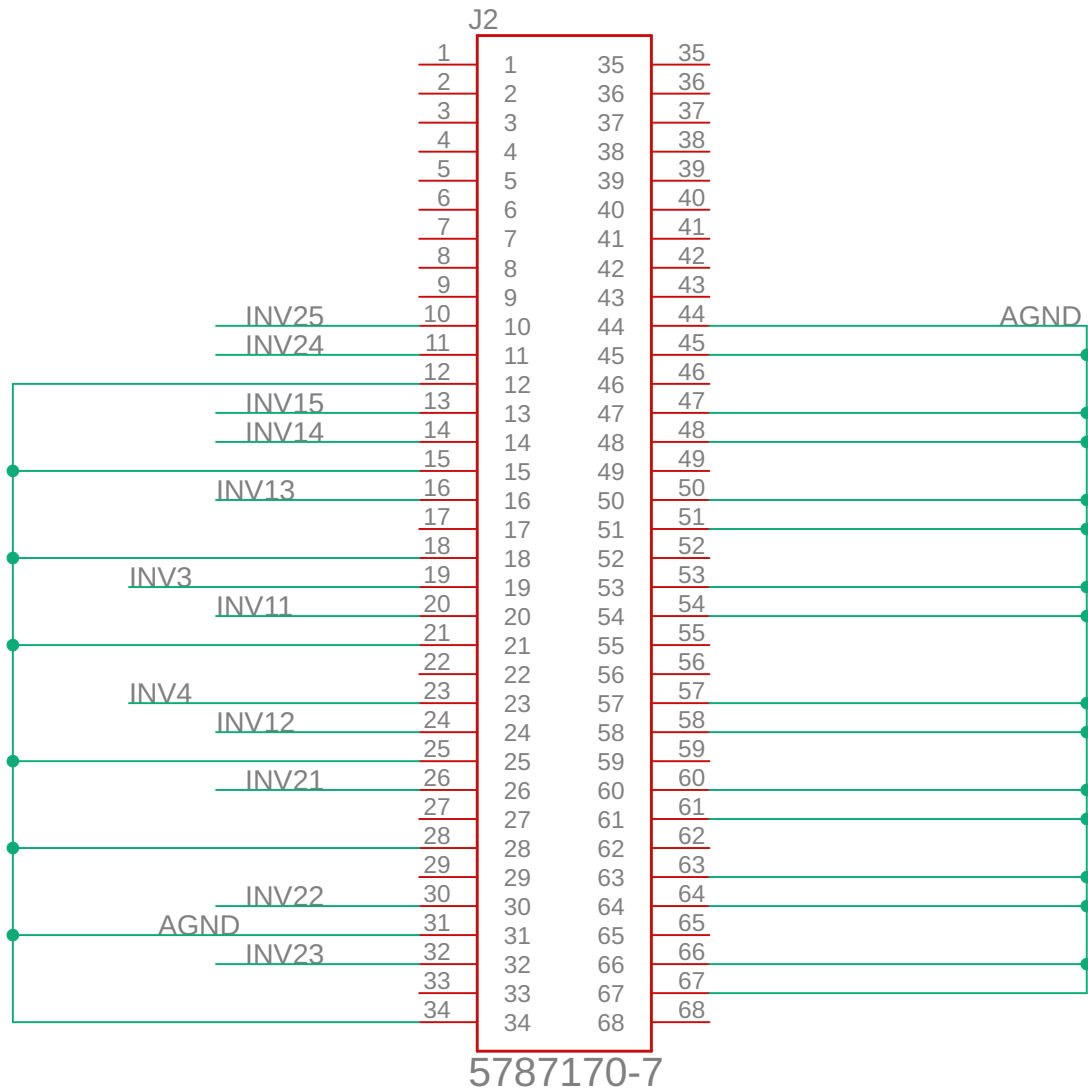 J2
1 1 35 35
2 2 36 36
3 3 37 37
4 4 38 38
5 5 39 39
6 6 40 40
7 7 41 41
8 8 42 42
9 9 43 43
INV25 10 10 44 44 AGND
INV24 11 11 45 45
12 12 46 46
INV15 13 13 47 47
INV14 14 14 48 48
15 15 49 49
INV13 16 16 50 50
17 17 51 51
18 18 52 52
INV3 19 19 53 53
INV11 20 20 54 54
21 21 55 55
22 22 56 56
INV4 23 23 57 57
INV12 24 24 58 58
25 25 59 59
INV21 26 26 60 60
27 27 61 61
28 28 62 62
29 29 63 63
INV22 30 30 64 64
AGND 31 31 65 65
INV23 32 32 66 66
33 33 67 67
34 34 68 68
5787170-7